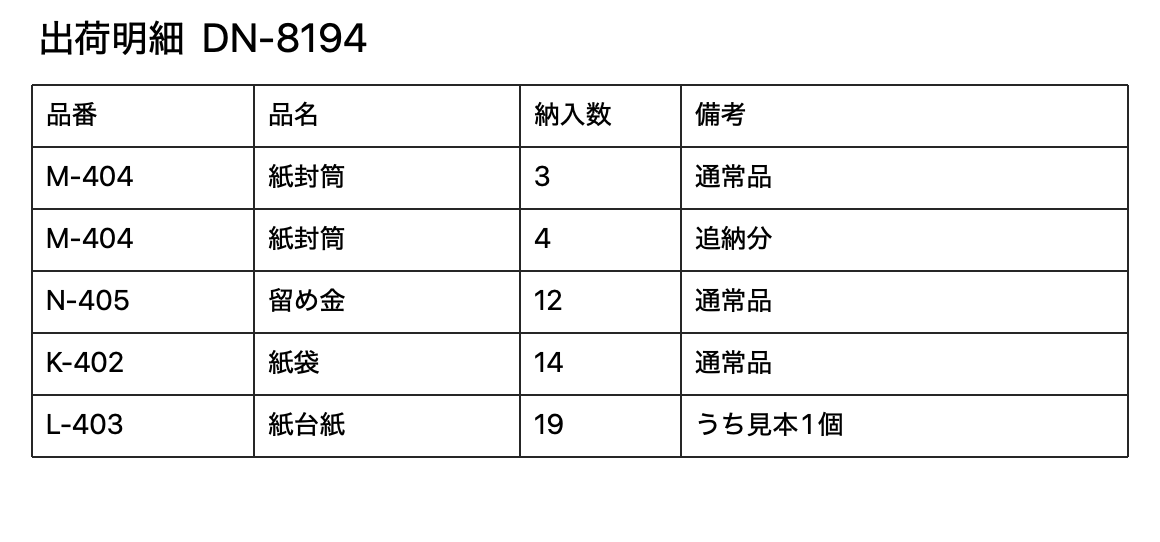 出荷明細 DN-8194
品番 品名 納入数 備考
M-404 紙封筒 3 通常品
M-404 紙封筒 4 追納分
N-405 留め金 12 通常品
K-402 紙袋 14 通常品
L-403 紙台紙 19 うち見本1個